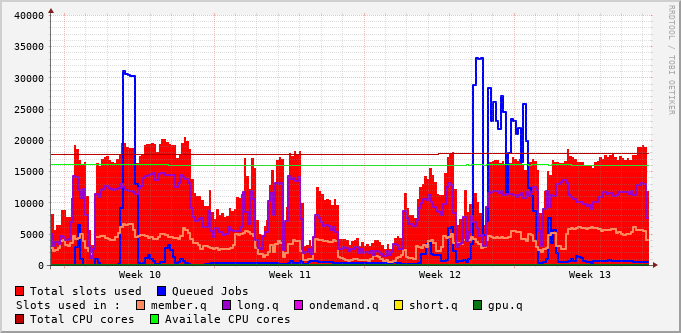 RRDTOOL / TOBI OETIKER
40000
35000
30000
25000
20000
15000
10000
5000
0
Week 10 Week 11 Week 12 Week 13
Total slots used Queued Jobs
Slots used in : member.q long.q ondemand.q short.q gpu.q
Total CPU cores Availale CPU cores